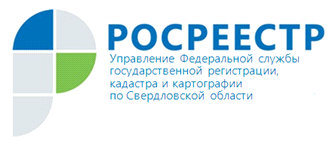 РОСРЕЕСТР
Управление Федеральной службы
государственной регистрации,
кадастра и картографии
по Свердловской области